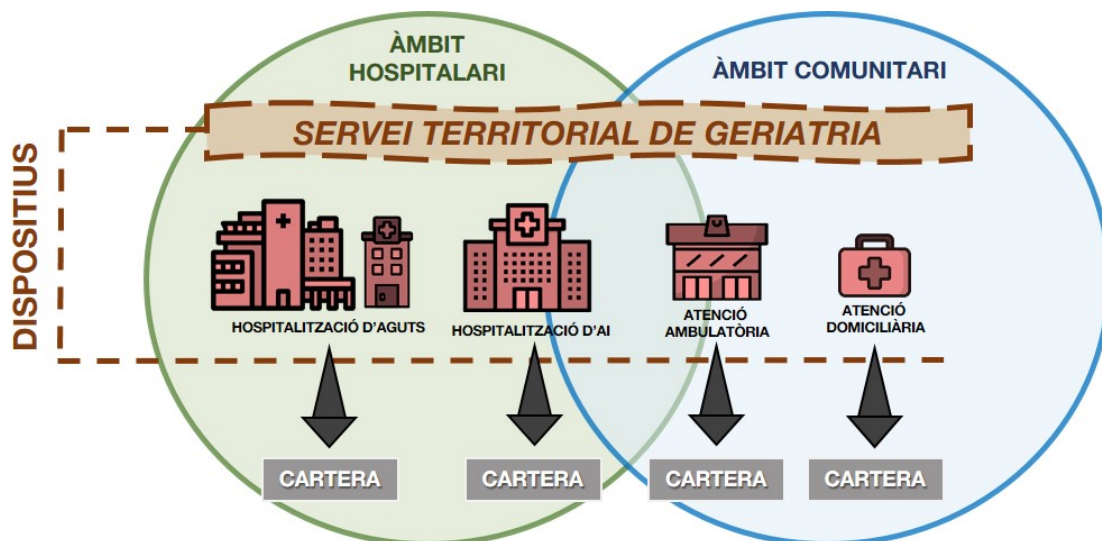 ÀMBIT
HOSPITALARI
ÀMBIT COMUNITARI
SERVEI TERRITORIAL DE GERIATRIA
DISPOSITIUS
HOSPITALITZACIÓ D'AGUTS
HOSPITALITZACIÓ D'AI
ATENCIÓ
AMBULATÒRIA
ATENCIÓ
DOMICILIÀRIA
CARTERA
CARTERA
CARTERA
CARTERA